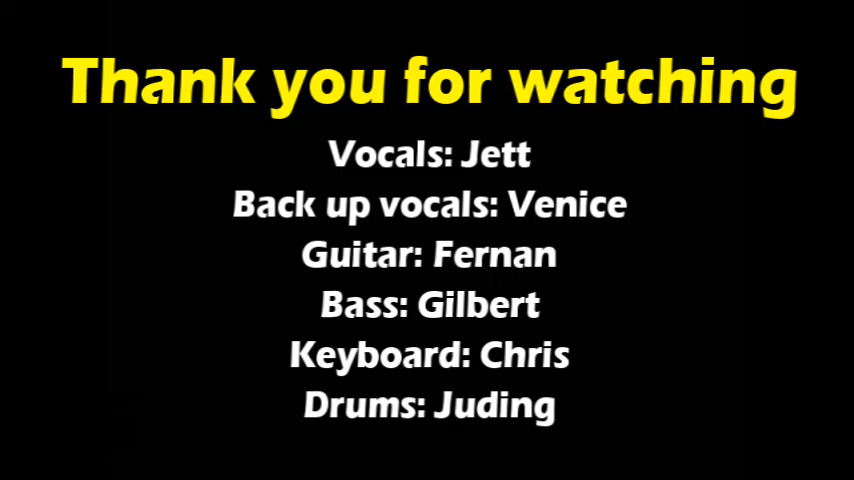 Thank you for watching
Vocals: Jett
Back up vocals: Venice
Guitar: Fernan
Bass: Gilbert
Keyboard: Chris
Drums: Juding